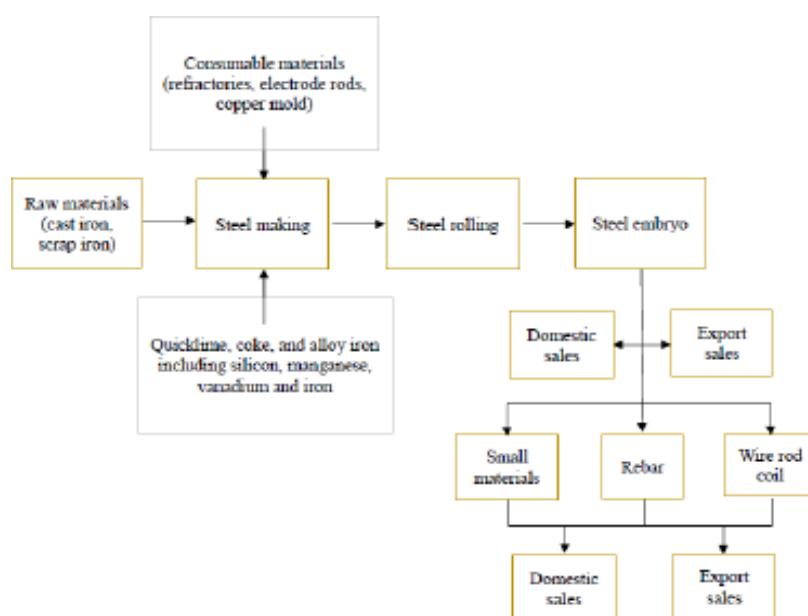 Consumable materials
(refractories, electrode rods,
copper mold)
Raw materials
(cast iron,
scrap iron)
Steel making
Steel rolling
Steel embryo
Quicklime, coke, and alloy iron
including silicon, manganese,
vanadium and iron
Domestic
sales
Export
sales
Small
materials
Rebar
Wire rod
coil
Domestic
sales
Export
sales